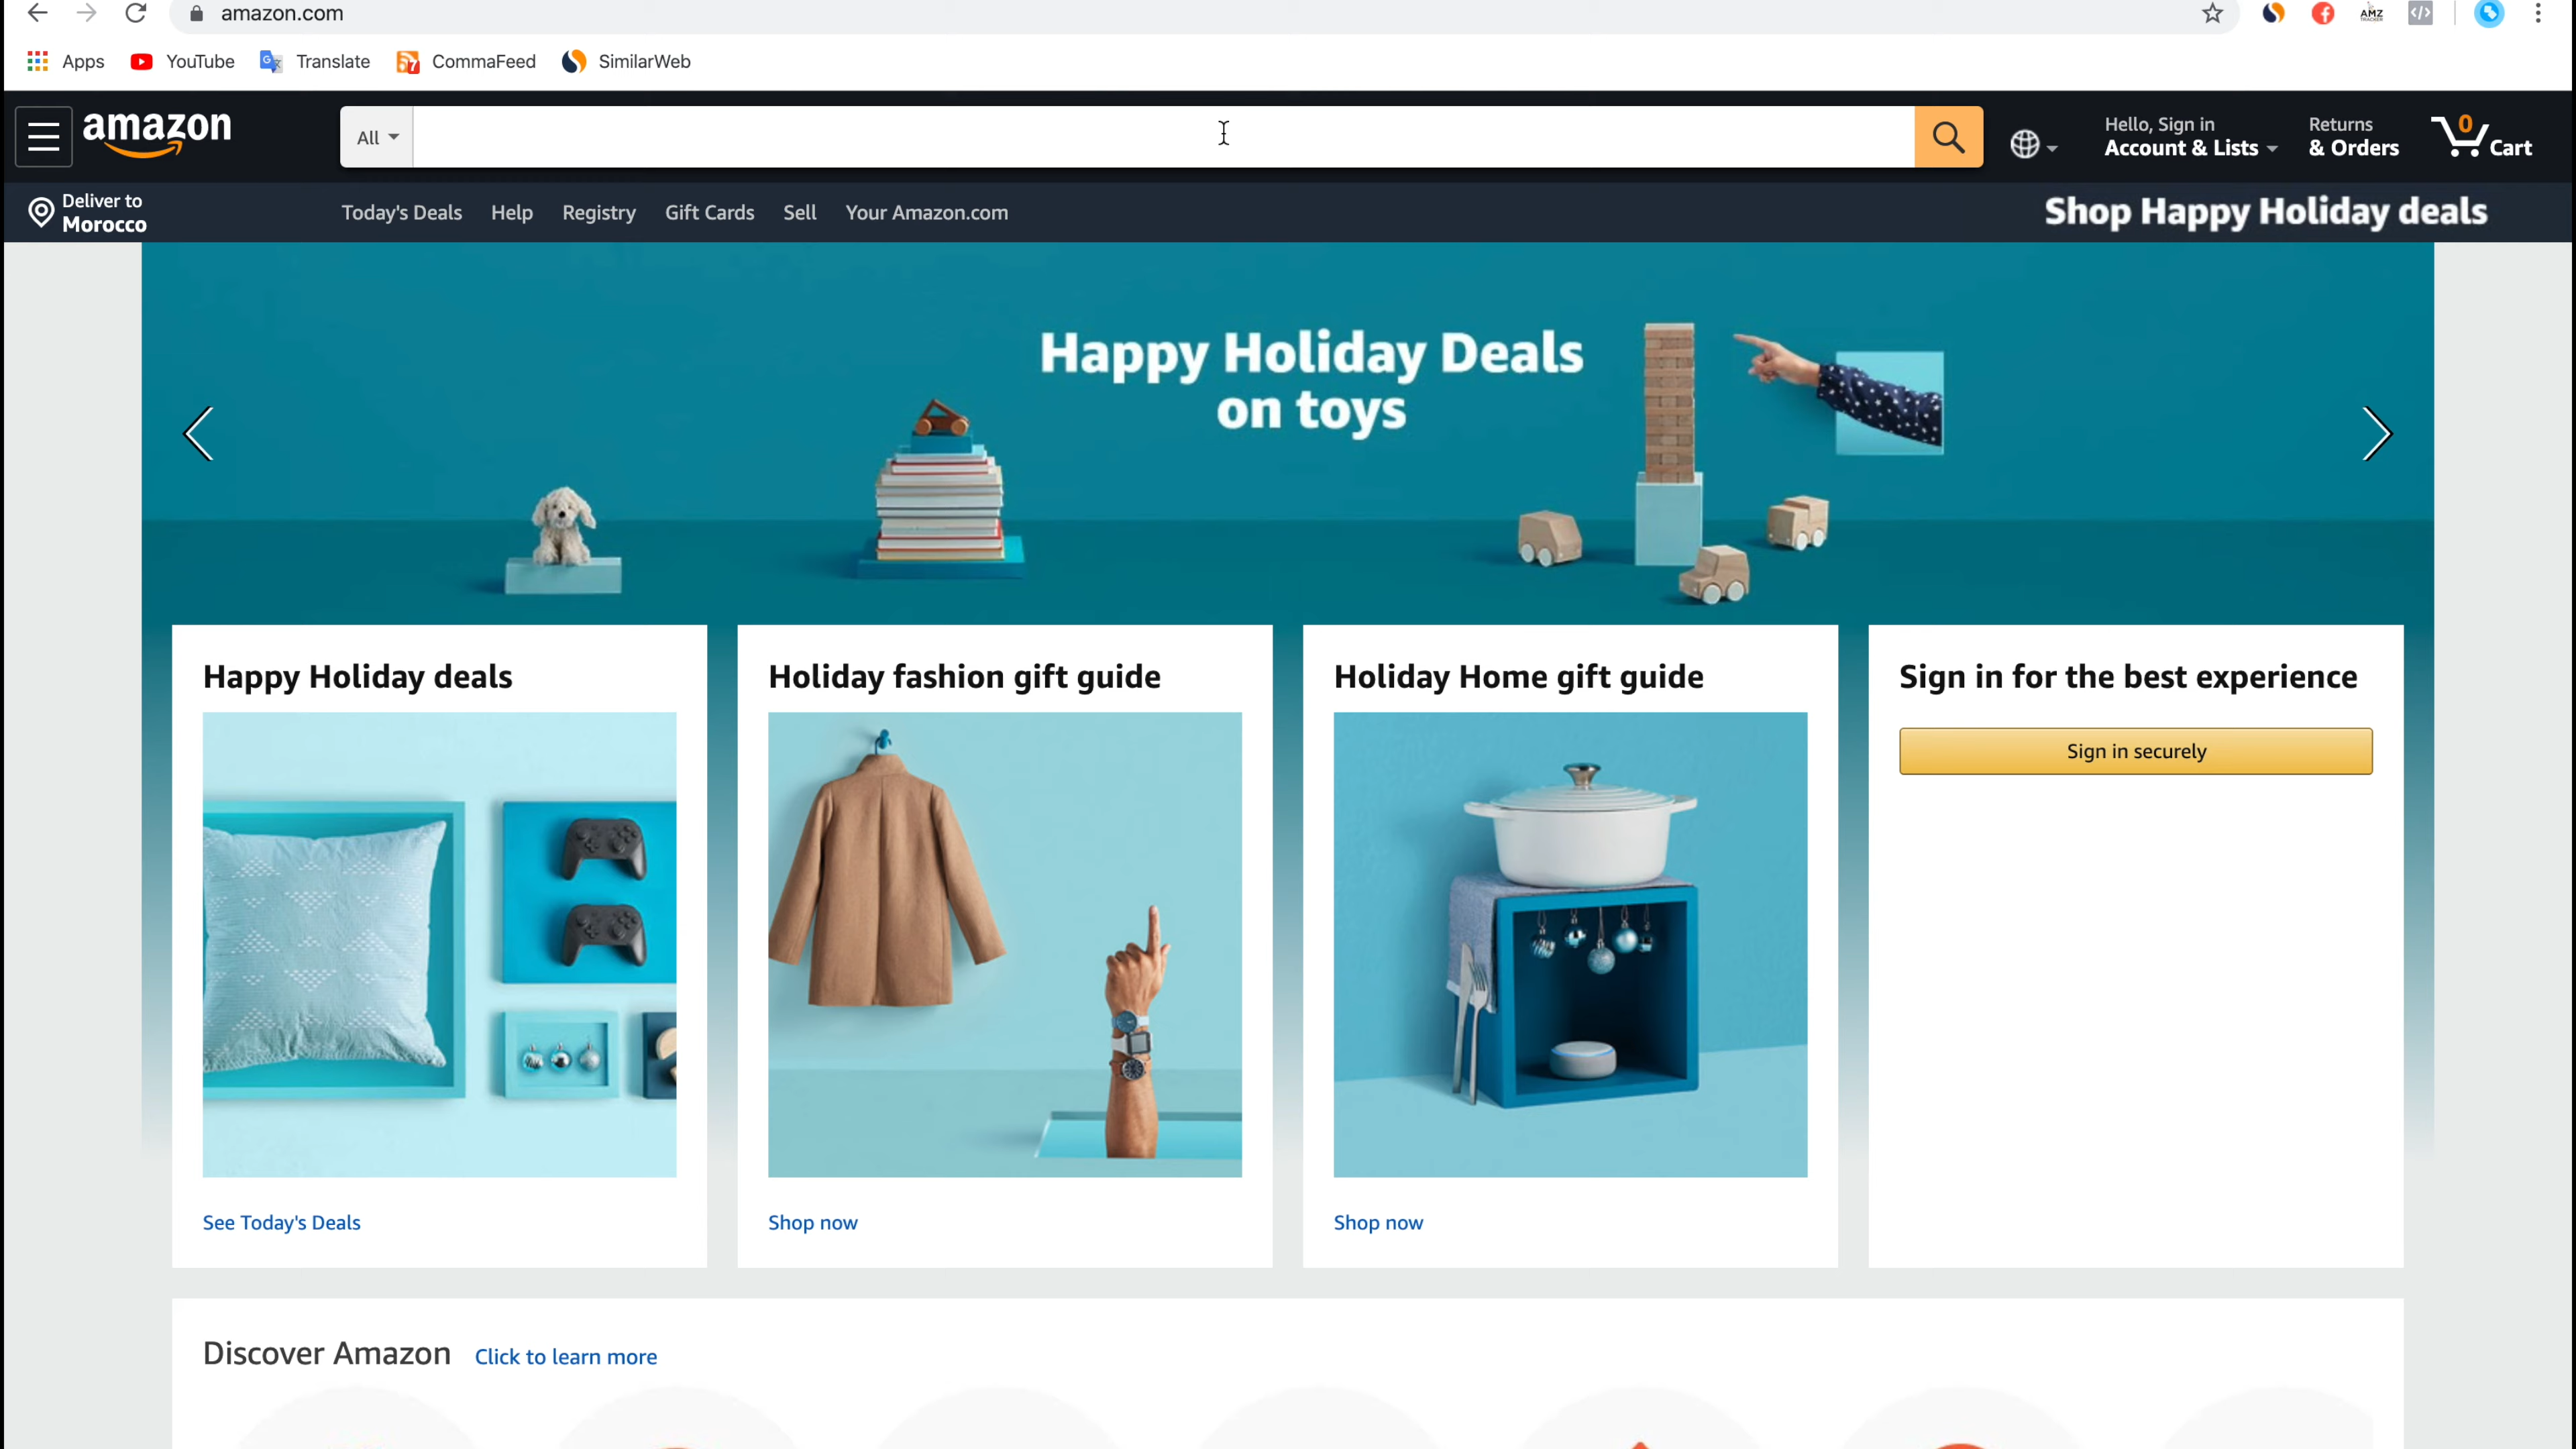 amazon.com
Apps YouTube Translate CommaFeed SimilarWeb
AMZ
TRACKER
amazon
All
Hello, Sign in
Account & Lists
Returns
& Orders
0
Cart
Deliver to
Morocco
Today's Deals Help Registry Gift Cards Sell Your Amazon.com
Shop Happy Holiday deals
Happy Holiday Deals
on toys
Happy Holiday deals
See Today's Deals
Holiday fashion gift guide
Shop now
Holiday Home gift guide
Shop now
Sign in for the best experience
Sign in securely
Discover Amazon Click to learn more